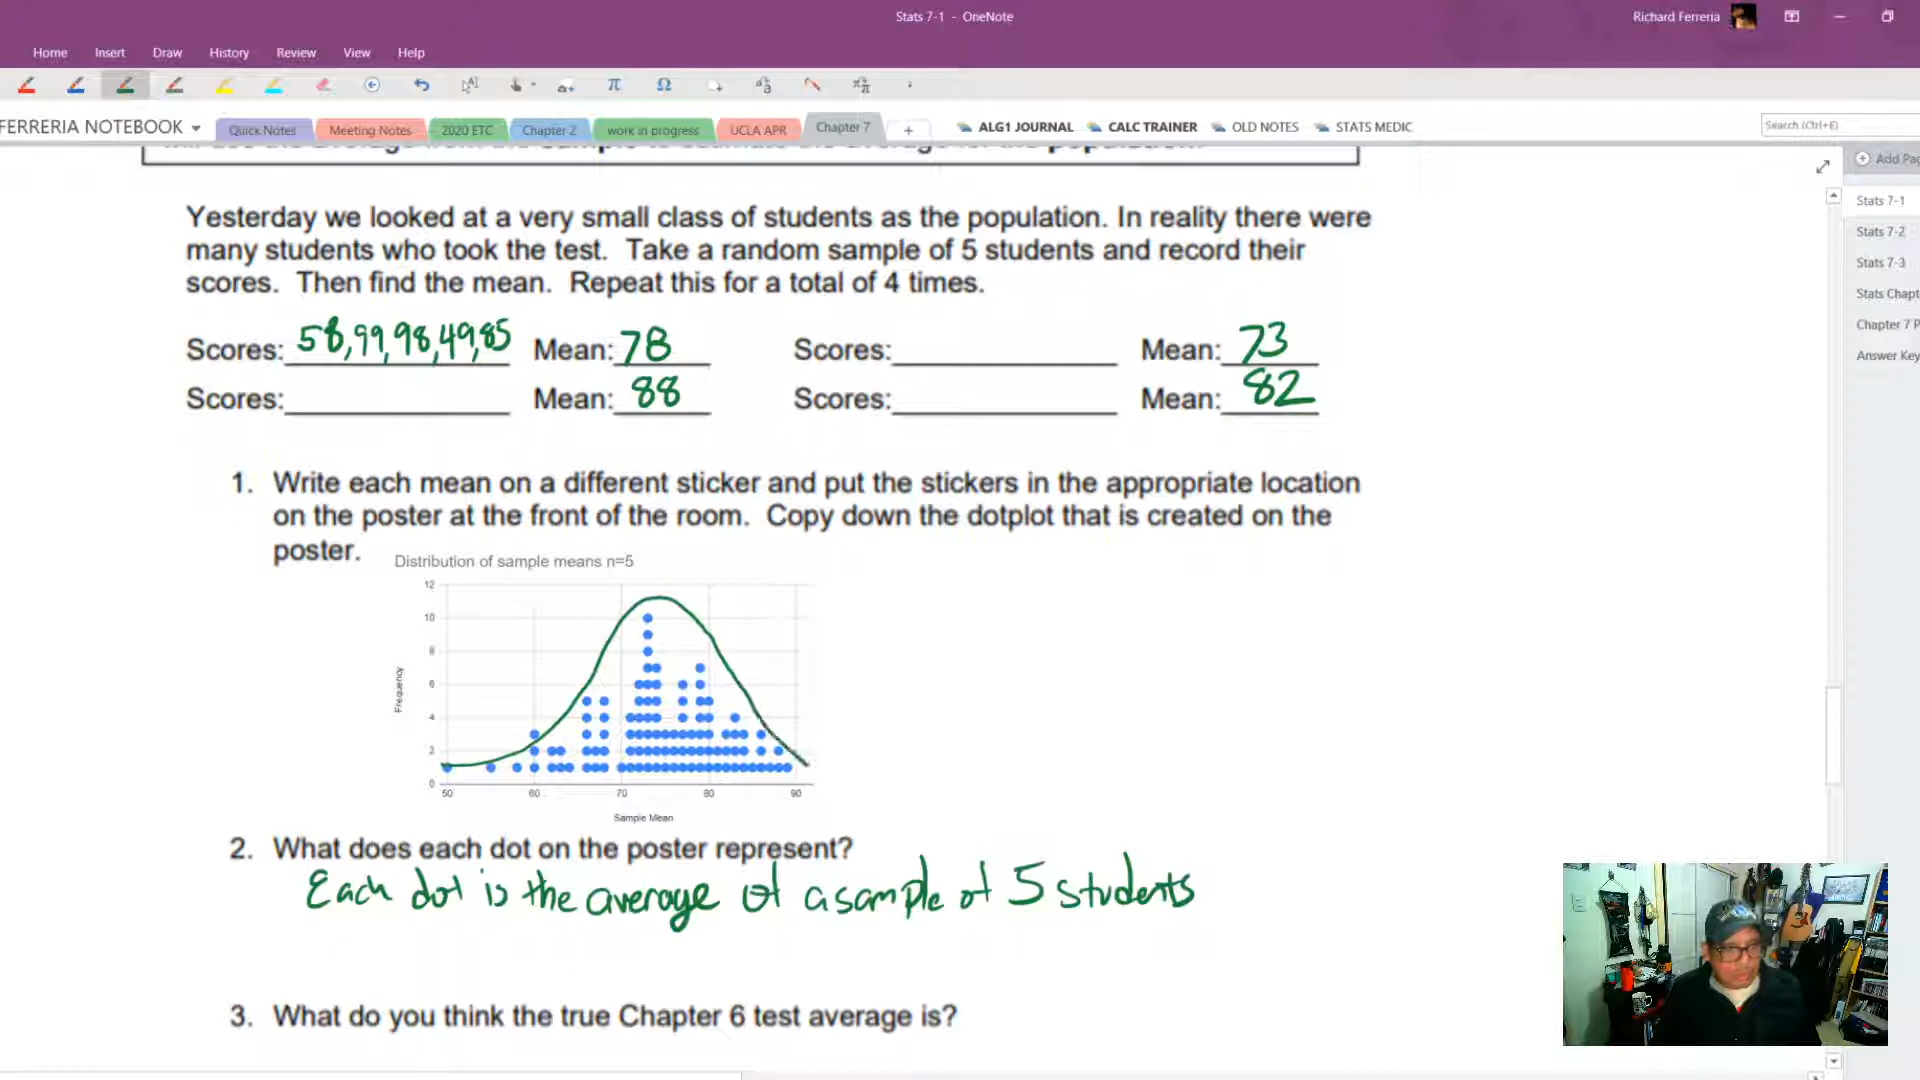 Stats 7-1 - OneNote
Richard Ferreria
Home Insert Draw History Review View Help
FERRERIA NOTEBOOK
Quick Notes Meeting Notes 2020 ETC Chapter 2 work in progress UCLA APR Chapter 7 +
ALG1 JOURNAL CALC TRAINER OLD NOTES STATS MEDIC
Search (Ctrl+E)
Add Pag
Stats 7-1
Stats 7-2
Stats 7-3
Stats Chapt
Chapter 7 P
Answer Key
Yesterday we looked at a very small class of students as the population. In reality there were
many students who took the test. Take a random sample of 5 students and record their
scores. Then find the mean. Repeat this for a total of 4 times.
Scores: 58,99,98,49,85 Mean: 78 Scores: Mean: 73
Scores: Mean: 88 Scores: Mean: 82
1. Write each mean on a different sticker and put the stickers in the appropriate location
on the poster at the front of the room. Copy down the dotplot that is created on the
poster.
Distribution of sample means n=5
12
10
8
6
4
2
0
Frequency
50 60 70 80 90
Sample Mean
2. What does each dot on the poster represent?
Each dot is the average of a sample of 5 students
3. What do you think the true Chapter 6 test average is?